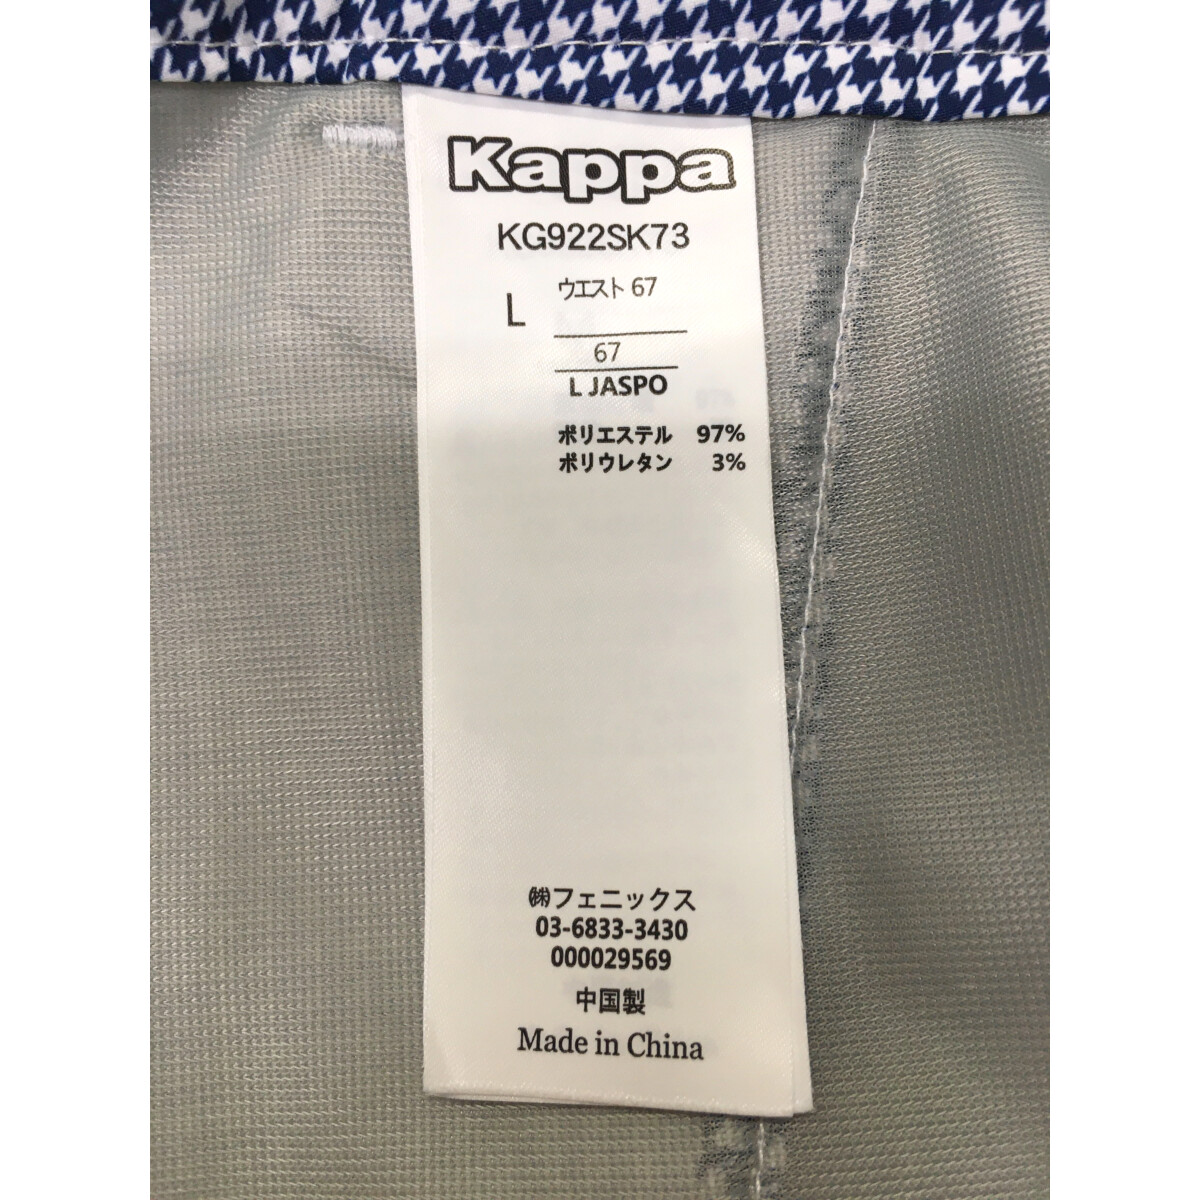 Kappa
KG922SK73
L
ウエスト 67
67
L JASPO
ポリエステル 97%
ポリウレタン 3%
㈱フェニックス
03-6833-3430
000029569
中国製
Made in China